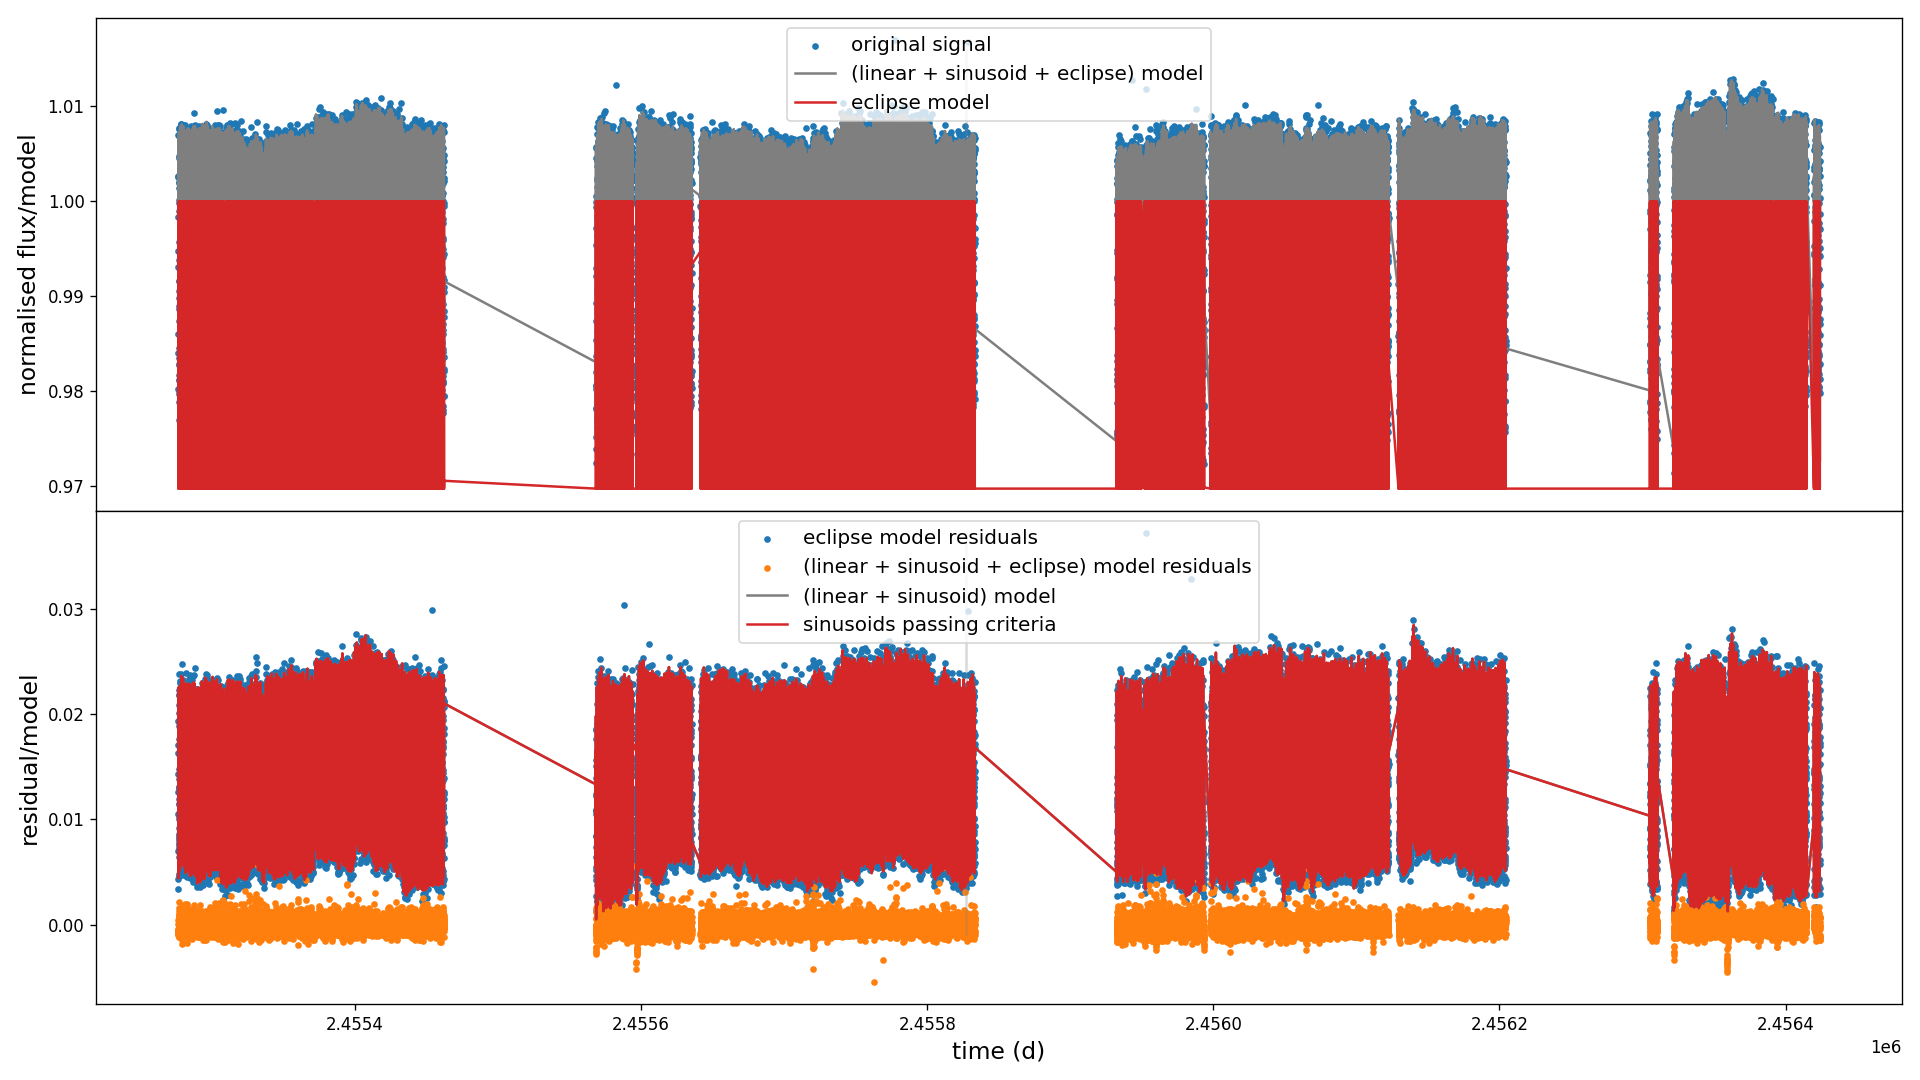 original signal
(linear + sinusoid + eclipse) model
eclipse model
normalised flux/model
1.01
1.00
0.99
0.98
0.97
eclipse model residuals
(linear + sinusoid + eclipse) model residuals
(linear + sinusoid) model
sinusoids passing criteria
residual/model
0.03
0.02
0.01
0.00
2.4554
2.4556
2.4558
2.4560
2.4562
2.4564
time (d)
1e6